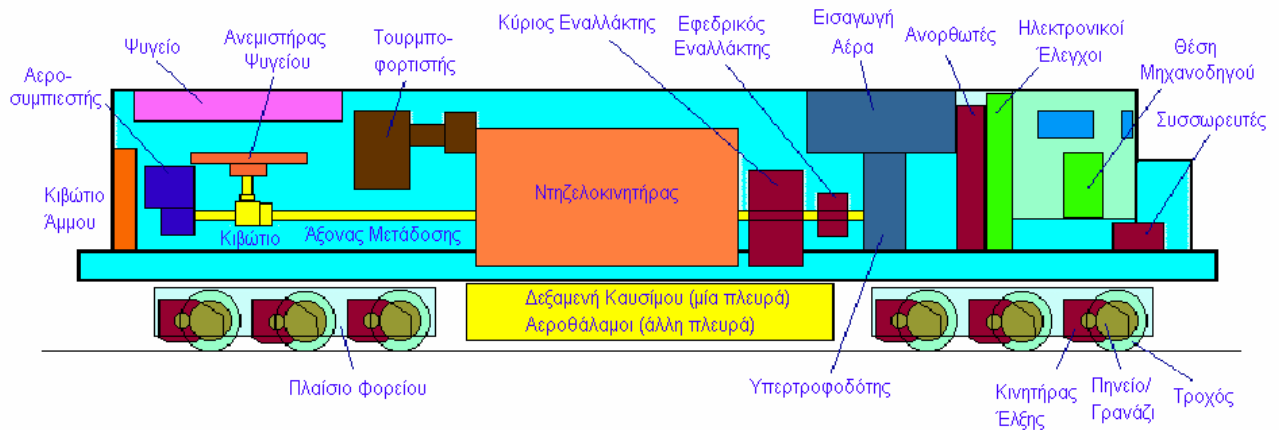 Ψυγείο
Ανεμιστήρας
Ψυγείου
Τουρμπο-
φορτιστής
Κύριος Εναλλάκτης
Εφεδρικός
Εναλλάκτης
Εισαγωγή
Αέρα
Ανορθωτές
Ηλεκτρονικοί
Έλεγχοι
Θέση
Μηχανοδηγού
Συσσωρευτές
Αερο-
συμπιεστής
Κιβώτιο
Άμμου
Κιβώτιο
Άξονας Μετάδοσης
Ντηζελοκινητήρας
Δεξαμενή Καυσίμου (μία πλευρά)
Αεροθάλαμοι (άλλη πλευρά)
Πλαίσιο Φορείου
Υπερτροφοδότης
Κινητήρας
Έλξης
Πηνείο/
Γρανάζι
Τροχός